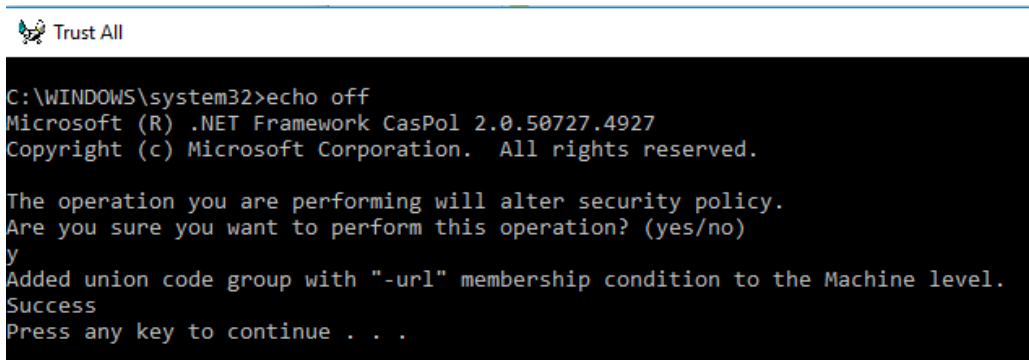 Trust All
C:\WINDOWS\system32>echo off
Microsoft (R) .NET Framework CasPol 2.0.50727.4927
Copyright (c) Microsoft Corporation.  All rights reserved.
The operation you are performing will alter security policy.
Are you sure you want to perform this operation? (yes/no)
y
Added union code group with "-url" membership condition to the Machine level.
Success
Press any key to continue . . .